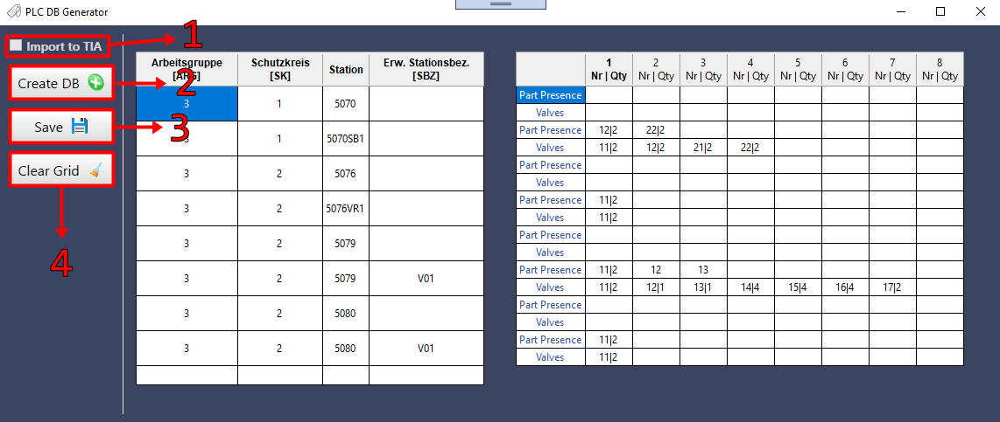 PLC DB Generator
Import to TIA
1
Create DB
2
Save
3
Clear Grid
4
Arbeitsgruppe [ARG] Schutzkreis [SK] Station Erw. Stationsbez. [SBZ]
3 1 5070
3 1 5070SB1
3 2 5076
3 2 5076VR1
3 2 5079
3 2 5079 V01
3 2 5080
3 2 5080 V01
1 2 3 4 5 6 7 8
Nr | Qty Nr | Qty Nr | Qty Nr | Qty Nr | Qty Nr | Qty Nr | Qty Nr | Qty
Part Presence
Valves
Part Presence 12|2 22|2
Valves 11|2 12|2 21|2 22|2
Part Presence
Valves
Part Presence 11|2
Valves 11|2
Part Presence
Valves
Part Presence 11|2 12 13
Valves 11|2 12|1 13|1 14|4 15|4 16|4 17|2
Part Presence
Valves
Part Presence 11|2
Valves 11|2